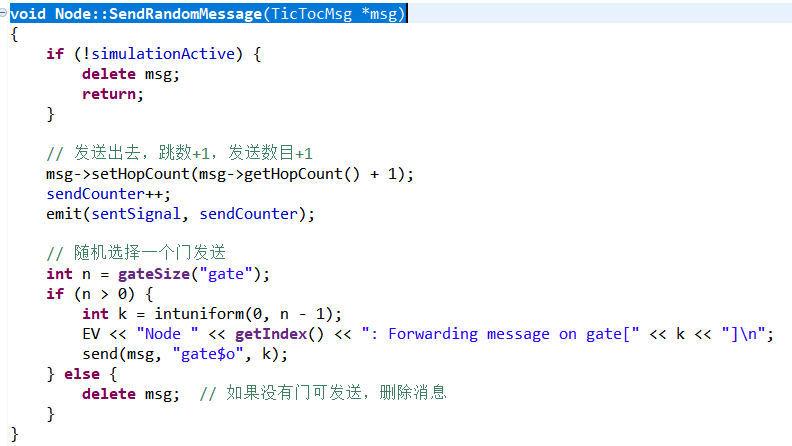 void Node::SendRandomMessage(TicTocMsg *msg)
{
    if (!simulationActive) {
        delete msg;
        return;
    }

    // 发送出去，跳数+1，发送数目+1
    msg->setHopCount(msg->getHopCount() + 1);
    sendCounter++;
    emit(sentSignal, sendCounter);

    // 随机选择一个门发送
    int n = gateSize("gate");
    if (n > 0) {
        int k = intuniform(0, n - 1);
        EV << "Node " << getIndex() << ": Forwarding message on gate[" << k << "]\n";
        send(msg, "gate$o", k);
    } else {
        delete msg;  // 如果没有门可发送，删除消息
    }
}